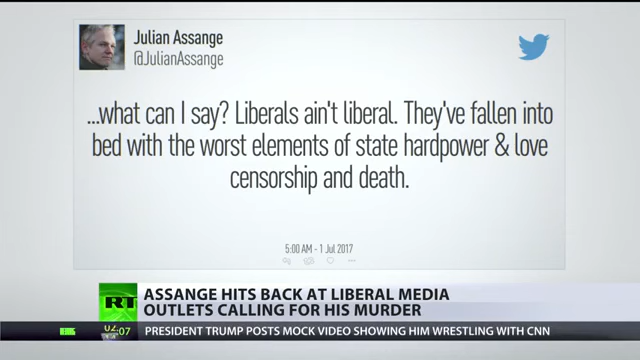 Julian Assange
@JulianAssange
...what can I say? Liberals ain't liberal. They've fallen into
bed with the worst elements of state hardpower & love
censorship and death.
5:00 AM - 1 Jul 2017
RT
ASSANGE HITS BACK AT LIBERAL MEDIA
OUTLETS CALLING FOR HIS MURDER
02:07 PRESIDENT TRUMP POSTS MOCK VIDEO SHOWING HIM WRESTLING WITH CNN